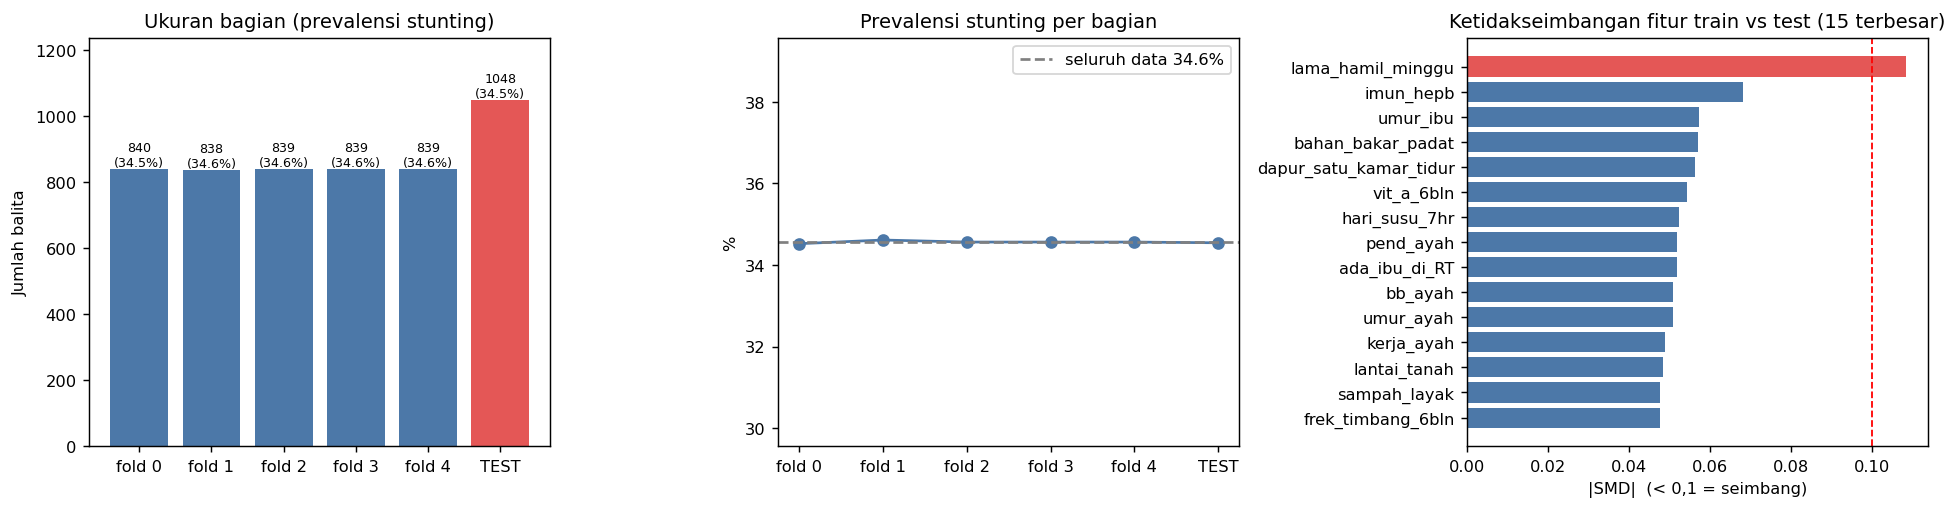 Ukuran bagian (prevalensi stunting)
Jumlah balita
1200
1000
800
600
400
200
0
840
(34.5%)
838
(34.6%)
839
(34.6%)
839
(34.6%)
839
(34.6%)
1048
(34.5%)
fold 0
fold 1
fold 2
fold 3
fold 4
TEST
Prevalensi stunting per bagian
seluruh data 34.6%
%
38
36
34
32
30
fold 0
fold 1
fold 2
fold 3
fold 4
TEST
Ketidakseimbangan fitur train vs test (15 terbesar)
lama_hamil_minggu
imun_hepb
umur_ibu
bahan_bakar_padat
dapur_satu_kamar_tidur
vit_a_6bln
hari_susu_7hr
pend_ayah
ada_ibu_di_RT
bb_ayah
umur_ayah
kerja_ayah
lantai_tanah
sampah_layak
frek_timbang_6bln
0.00
0.02
0.04
0.06
0.08
0.10
|SMD| (< 0,1 = seimbang)